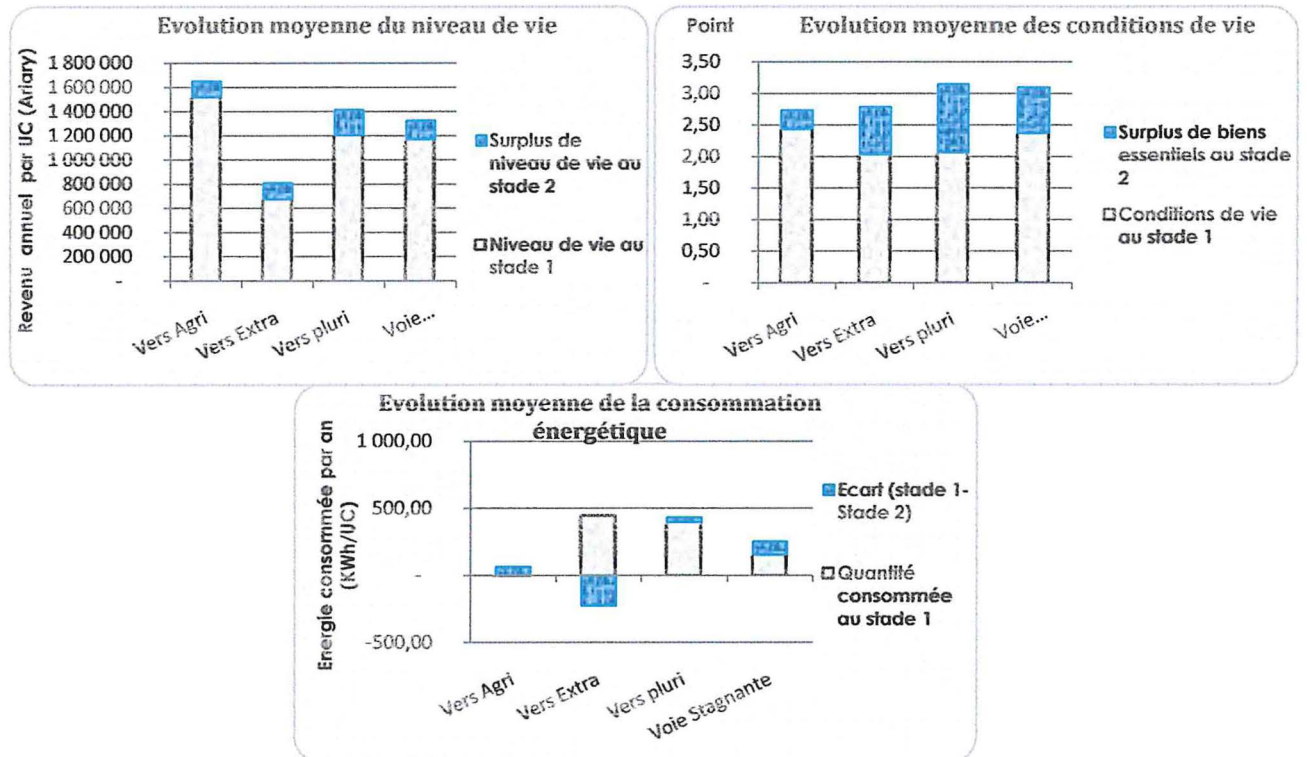 Evolution moyenne du niveau de vie
Revenu annuel par UC (Ariary)
1 800 000
1 600 000
1 400 000
1 200 000
1 000 000
800 000
600 000
400 000
200 000
-
Vers Agri
Vers Extra
Vers pluri
Voie...
Surplus de
niveau de vie au
stade 2
Niveau de vie au
stade 1
Point
Evolution moyenne des conditions de vie
3,50
3,00
2,50
2,00
1,50
1,00
0,50
-
Vers Agri
Vers Extra
Vers pluri
Voie...
Surplus de biens
essentiels au stade
2
Conditions de vie
au stade 1
Evolution moyenne de la consommation
énergétique
Energie consommée par an
(KWh/UC)
1 000,00
500,00
-
-500,00
Vers Agri
Vers Extra
Vers pluri
Voie Stagnante
Ecart (stade 1-
Stade 2)
Quantité
consommée
au stade 1